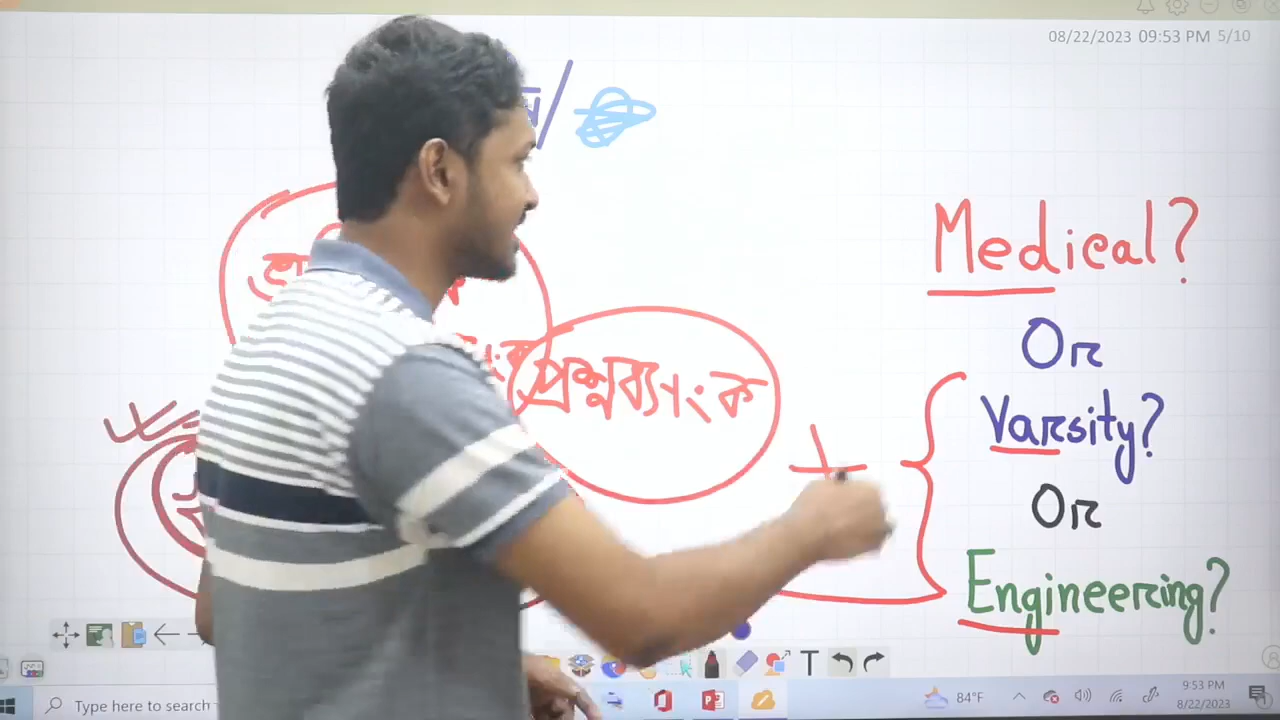 08/22/2023 09:53 PM 5/10
Medical?
Or
প্রশ্নব্যাংক
Varsity?
Or
Engineering?
T
84°F
9:53 PM
Type here to search
8/22/2023